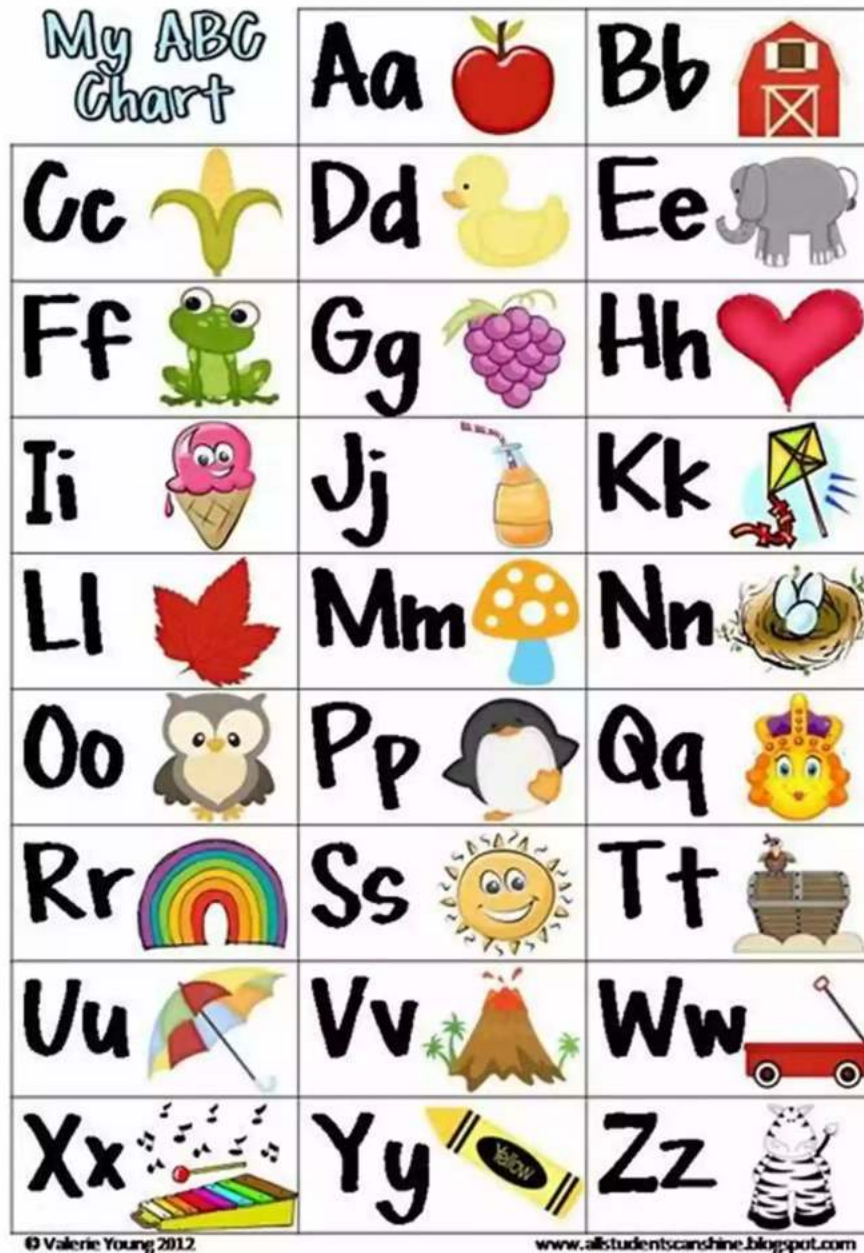 My ABC
Chart
Aa
Bb
Cc
Dd
Ee
Ff
Gg
Hh
Ii
Jj
Kk
Ll
Mm
Nn
Oo
Pp
Qq
Rr
Ss
Tt
Uu
Vv
Ww
Xx
Yy
Yellow
Zz
© Valerie Young 2012
www.allstudentscanshine.blogspot.com